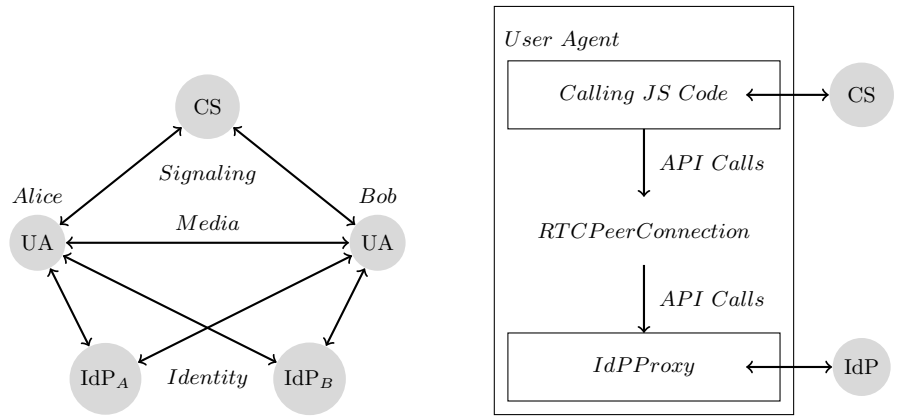 CS
Signaling
Alice
Bob
Media
UA
UA
IdP_A
Identity
IdP_B
User Agent
Calling JS Code
CS
API Calls
RTCPeerConnection
API Calls
IdPProxy
IdP